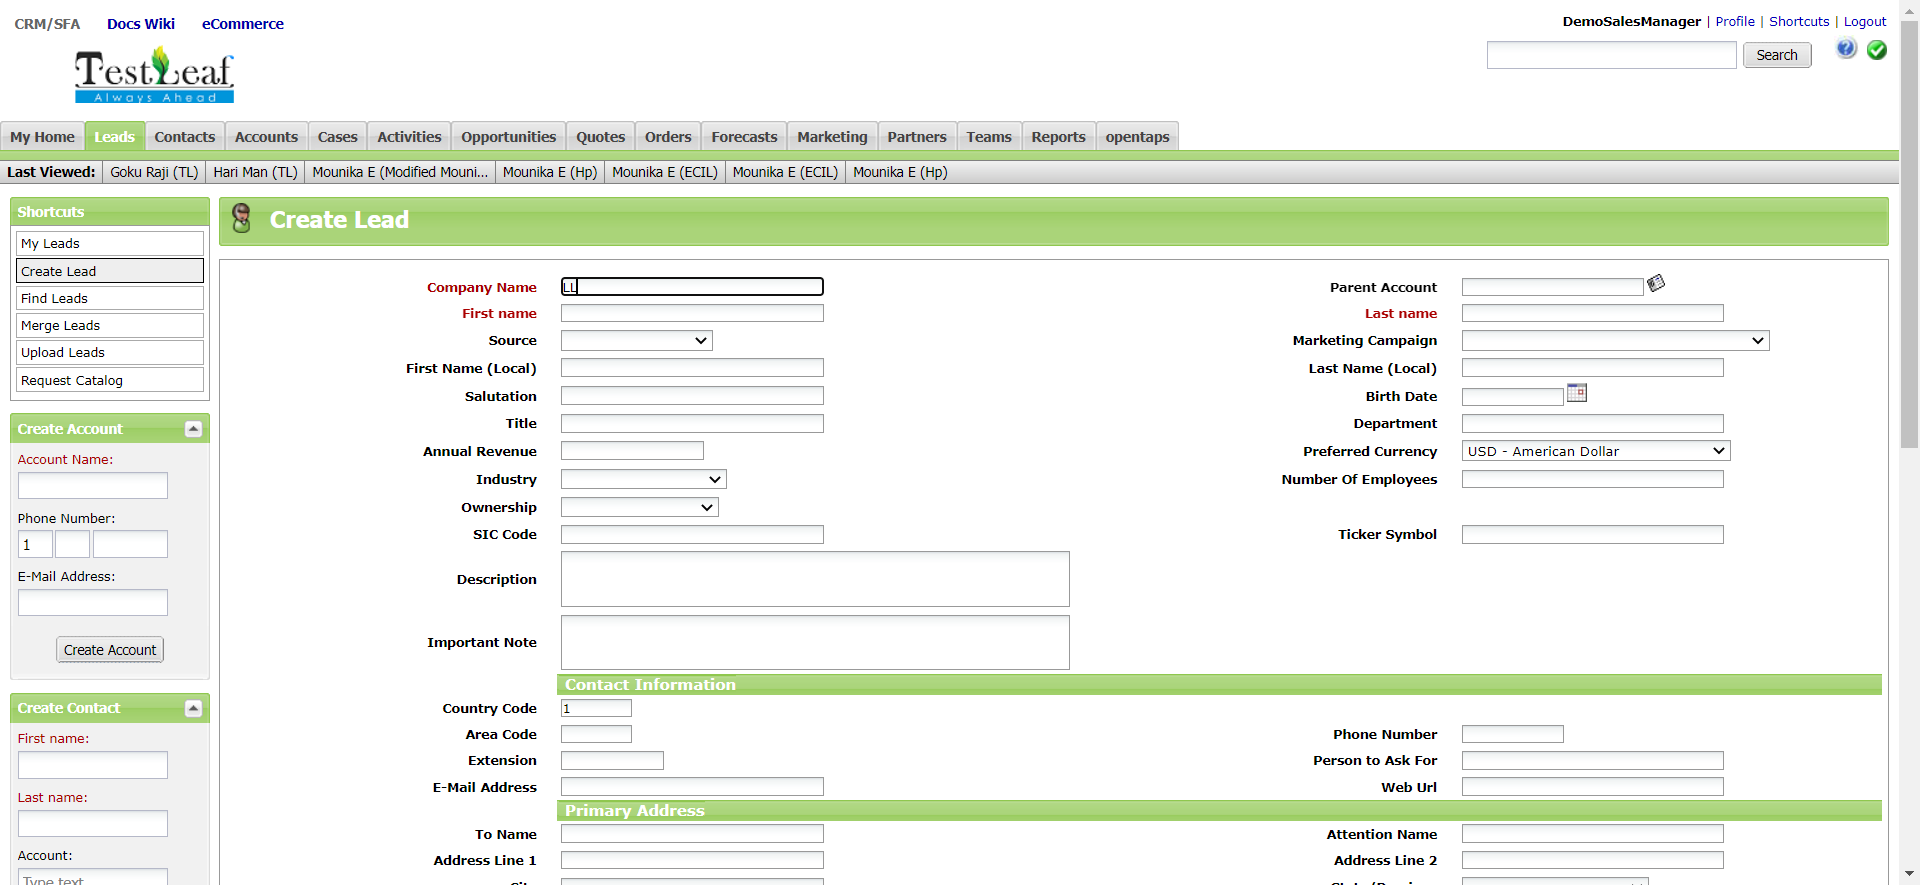 CRM/SFA Docs Wiki eCommerce
DemoSalesManager | Profile | Shortcuts | Logout
TestLeaf
Always Ahead
Search
My Home Leads Contacts Accounts Cases Activities Opportunities Quotes Orders Forecasts Marketing Partners Teams Reports opentaps
Last Viewed: Goku Raji (TL) Hari Man (TL) Mounika E (Modified Mouni... Mounika E (Hp) Mounika E (ECIL) Mounika E (ECIL) Mounika E (Hp)
Shortcuts
My Leads
Create Lead
Find Leads
Merge Leads
Upload Leads
Request Catalog
Create Account
Account Name:
Phone Number:
1
E-Mail Address:
Create Account
Create Contact
First name:
Last name:
Account:
Type text
Create Lead
Company Name LL Parent Account
First name Last name
Source Marketing Campaign
First Name (Local) Last Name (Local)
Salutation Birth Date
Title Department
Annual Revenue Preferred Currency USD - American Dollar
Industry Number Of Employees
Ownership
SIC Code Ticker Symbol
Description
Important Note
Contact Information
Country Code 1
Area Code Phone Number
Extension Person to Ask For
E-Mail Address Web Url
Primary Address
To Name Attention Name
Address Line 1 Address Line 2